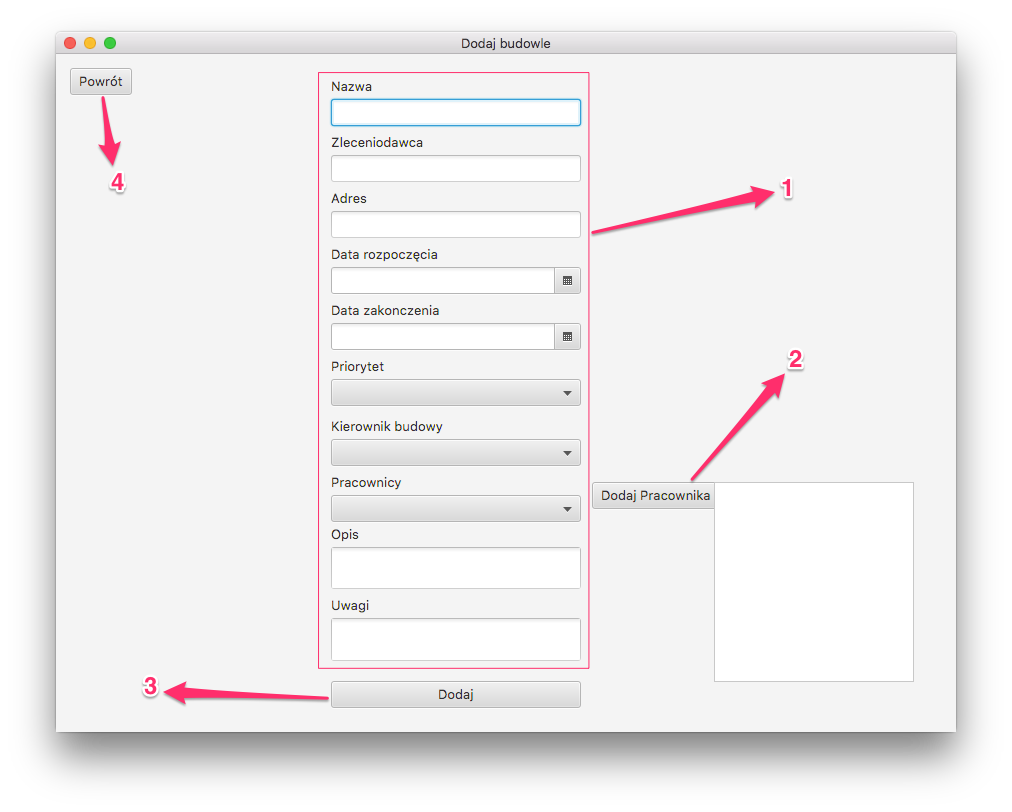 Dodaj budowle
Powrót
4
Nazwa
Zleceniodawca
Adres
1
Data rozpoczęcia
Data zakonczenia
Priorytet
2
Kierownik budowy
Pracownicy
Dodaj Pracownika
Opis
Uwagi
3
Dodaj